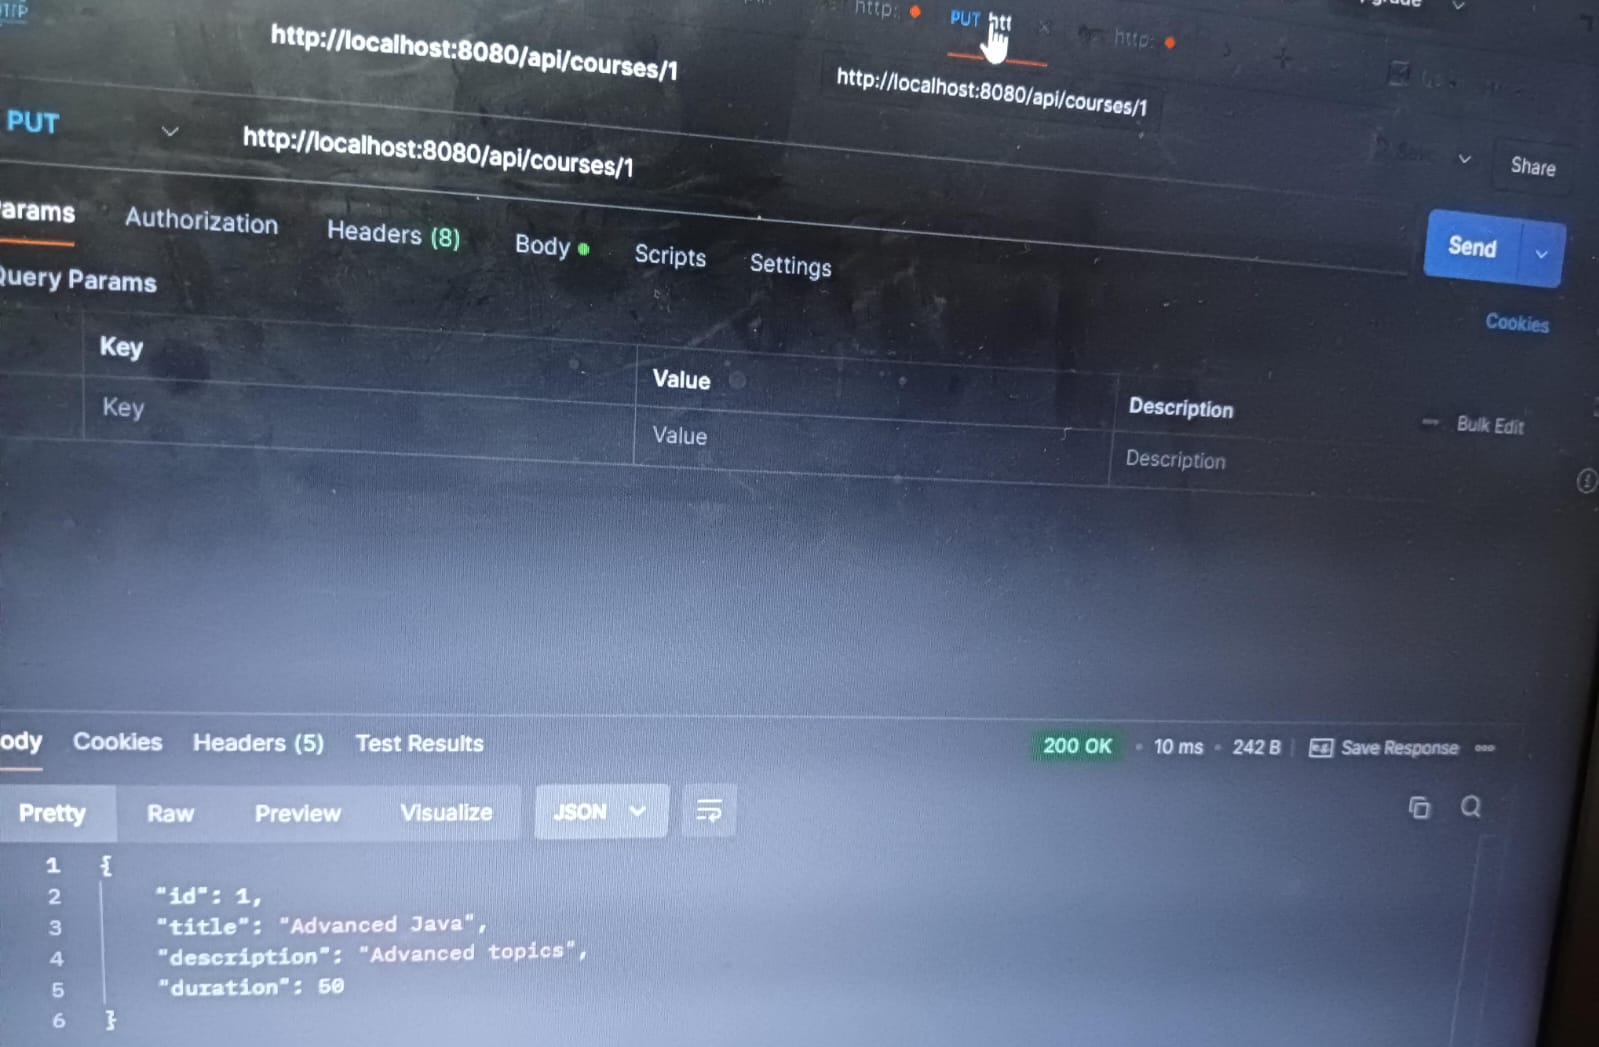 http: PUT htt http:
http://localhost:8080/api/courses/1
http://localhost:8080/api/courses/1
PUT http://localhost:8080/api/courses/1
Share
Params Authorization Headers (8) Body Scripts Settings
Send
Query Params
Cookies
Key Value Description Bulk Edit
Key Value Description
Body Cookies Headers (5) Test Results 200 OK 10 ms 242 B Save Response
Pretty Raw Preview Visualize JSON
1 {
2 "id": 1,
3 "title": "Advanced Java",
4 "description": "Advanced topics",
5 "duration": 50
6 }